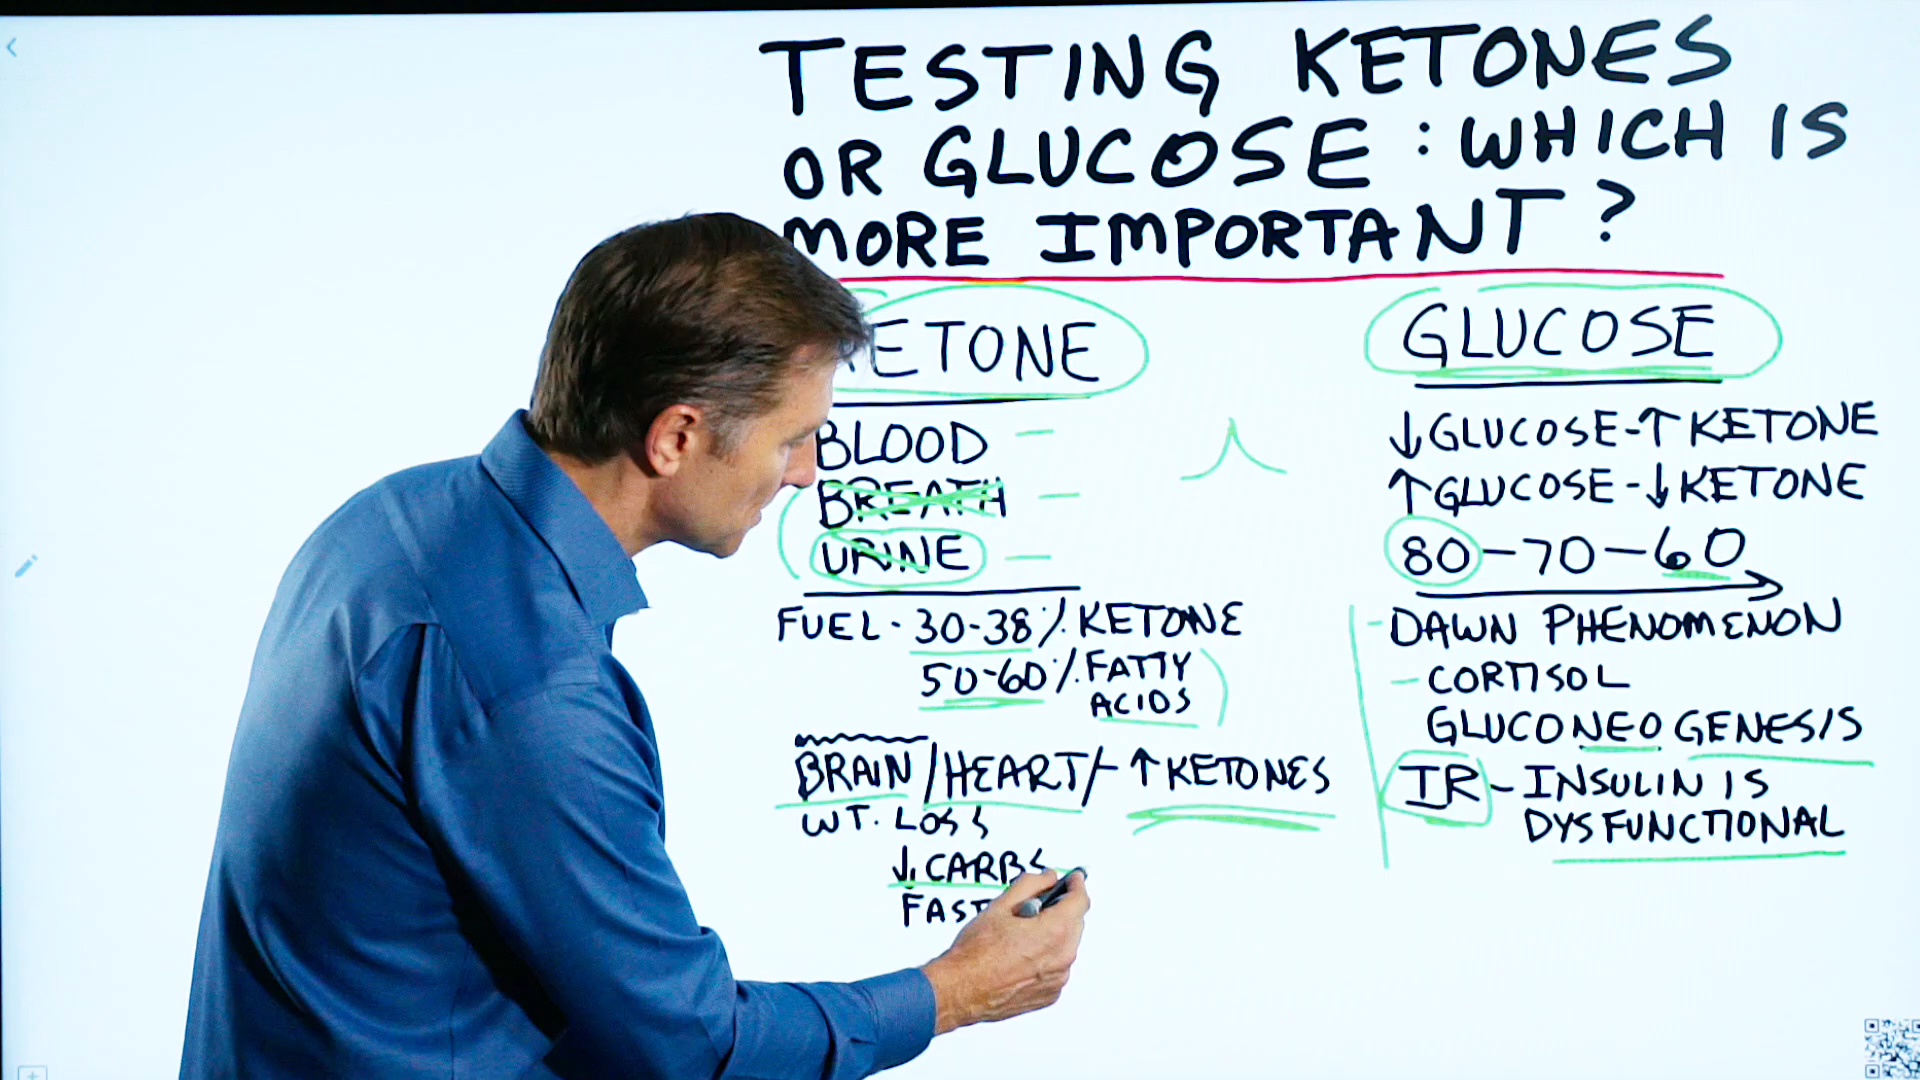 TESTING KETONES
OR GLUCOSE: WHICH IS
MORE IMPORTANT?
ETONE
BLOOD –
BREATH –
URINE –
FUEL - 30-38% KETONE
50-60% FATTY
ACIDS
BRAIN/HEART/- ↑KETONES
WT. LOSS
↓CARBS
FAST
GLUCOSE
↓GLUCOSE-↑KETONE
↑GLUCOSE-↓KETONE
80-70-60
-DAWN PHENOMENON
-CORTISOL
GLUCONEOGENESIS
IR-INSULIN IS
DYSFUNCTIONAL